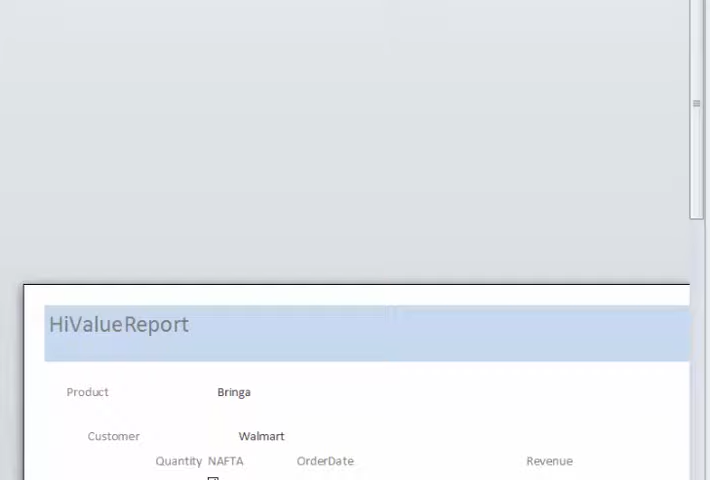 HiValueReport
Product Bringa
Customer Walmart
Quantity NAFTA OrderDate Revenue